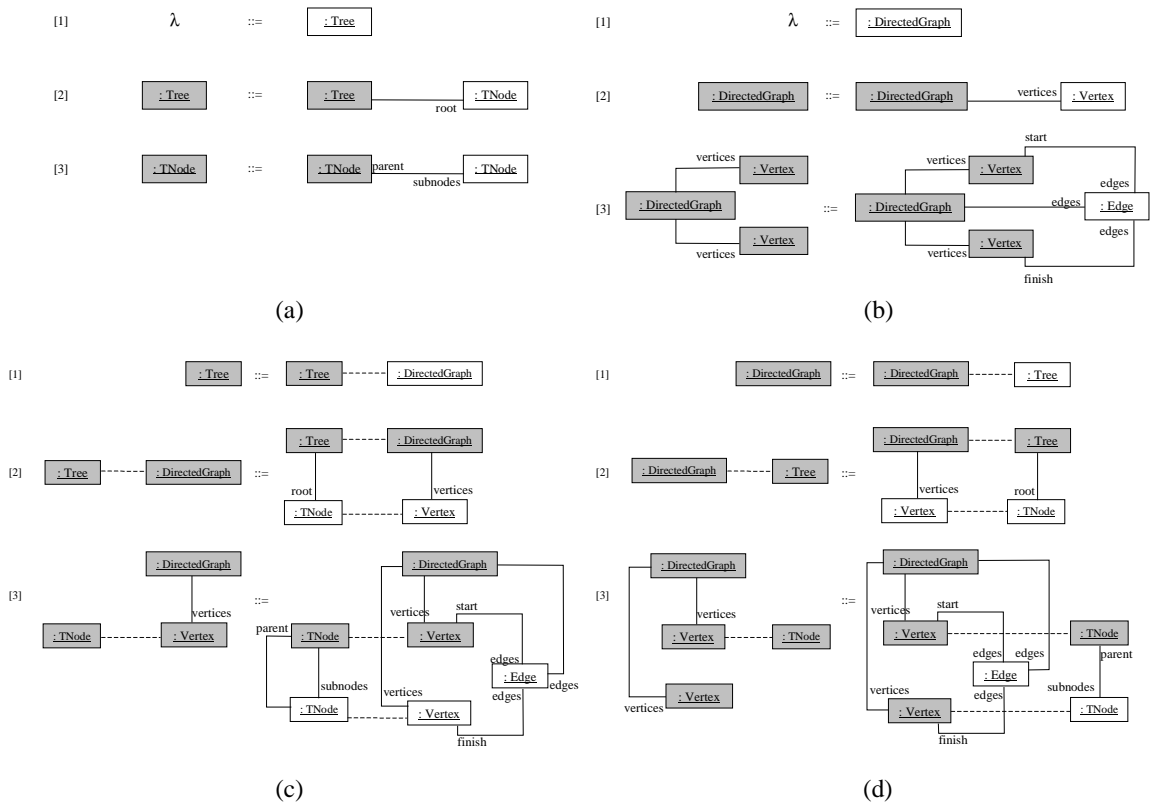 [1] λ ::= : Tree
[2] : Tree ::= : Tree root : TNode
[3] : TNode ::= : TNode parent subnodes : TNode
(a)
[1] λ ::= : DirectedGraph
[2] : DirectedGraph ::= : DirectedGraph vertices : Vertex
start
vertices : Vertex vertices : Vertex
edges
[3] : DirectedGraph ::= : DirectedGraph edges : Edge
edges
vertices : Vertex vertices : Vertex
finish
(b)
[1] : Tree ::= : Tree : DirectedGraph
: Tree : DirectedGraph
[2] : Tree : DirectedGraph ::=
root vertices
: TNode : Vertex
: DirectedGraph : DirectedGraph
[3] ::=
vertices vertices start
: TNode : Vertex parent : TNode : Vertex
edges
: Edge
subnodes edges edges
vertices
: TNode : Vertex
finish
(c)
[1] : DirectedGraph ::= : DirectedGraph : Tree
: DirectedGraph : Tree
[2] : DirectedGraph : Tree ::=
vertices root
: Vertex : TNode
: DirectedGraph : DirectedGraph
[3] ::=
vertices vertices start
: Vertex : TNode : Vertex : TNode
edges edges parent
: Edge
vertices edges subnodes
: Vertex : Vertex : TNode
vertices
finish
(d)